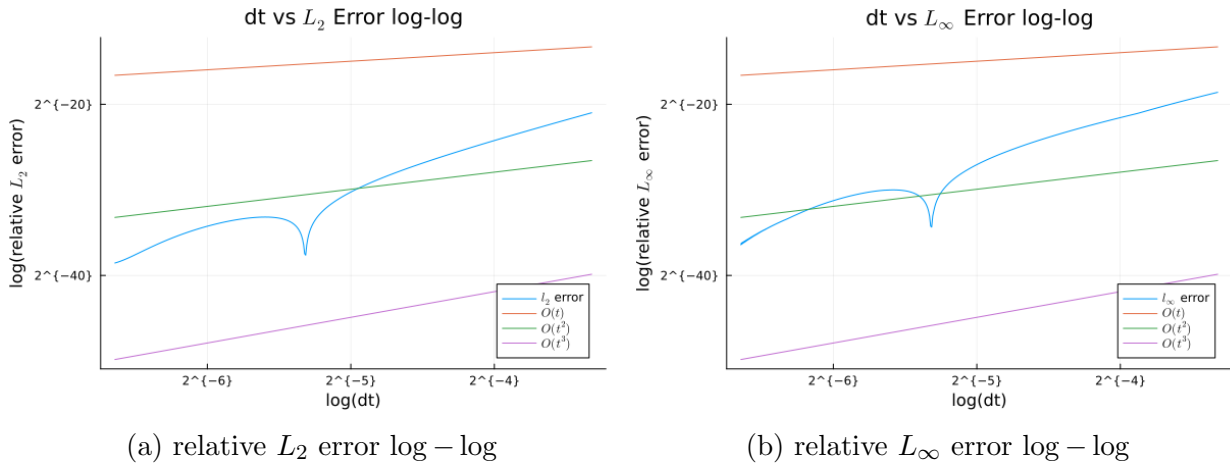 dt vs L₂ Error log-log
log(relative L₂ error)
2^{−20}
2^{−40}
2^{−6}
2^{−5}
2^{−4}
log(dt)
l₂ error
O(t)
O(t²)
O(t³)
(a) relative L₂ error log − log
dt vs L∞ Error log-log
log(relative L∞ error)
2^{−20}
2^{−40}
2^{−6}
2^{−5}
2^{−4}
log(dt)
l∞ error
O(t)
O(t²)
O(t³)
(b) relative L∞ error log − log